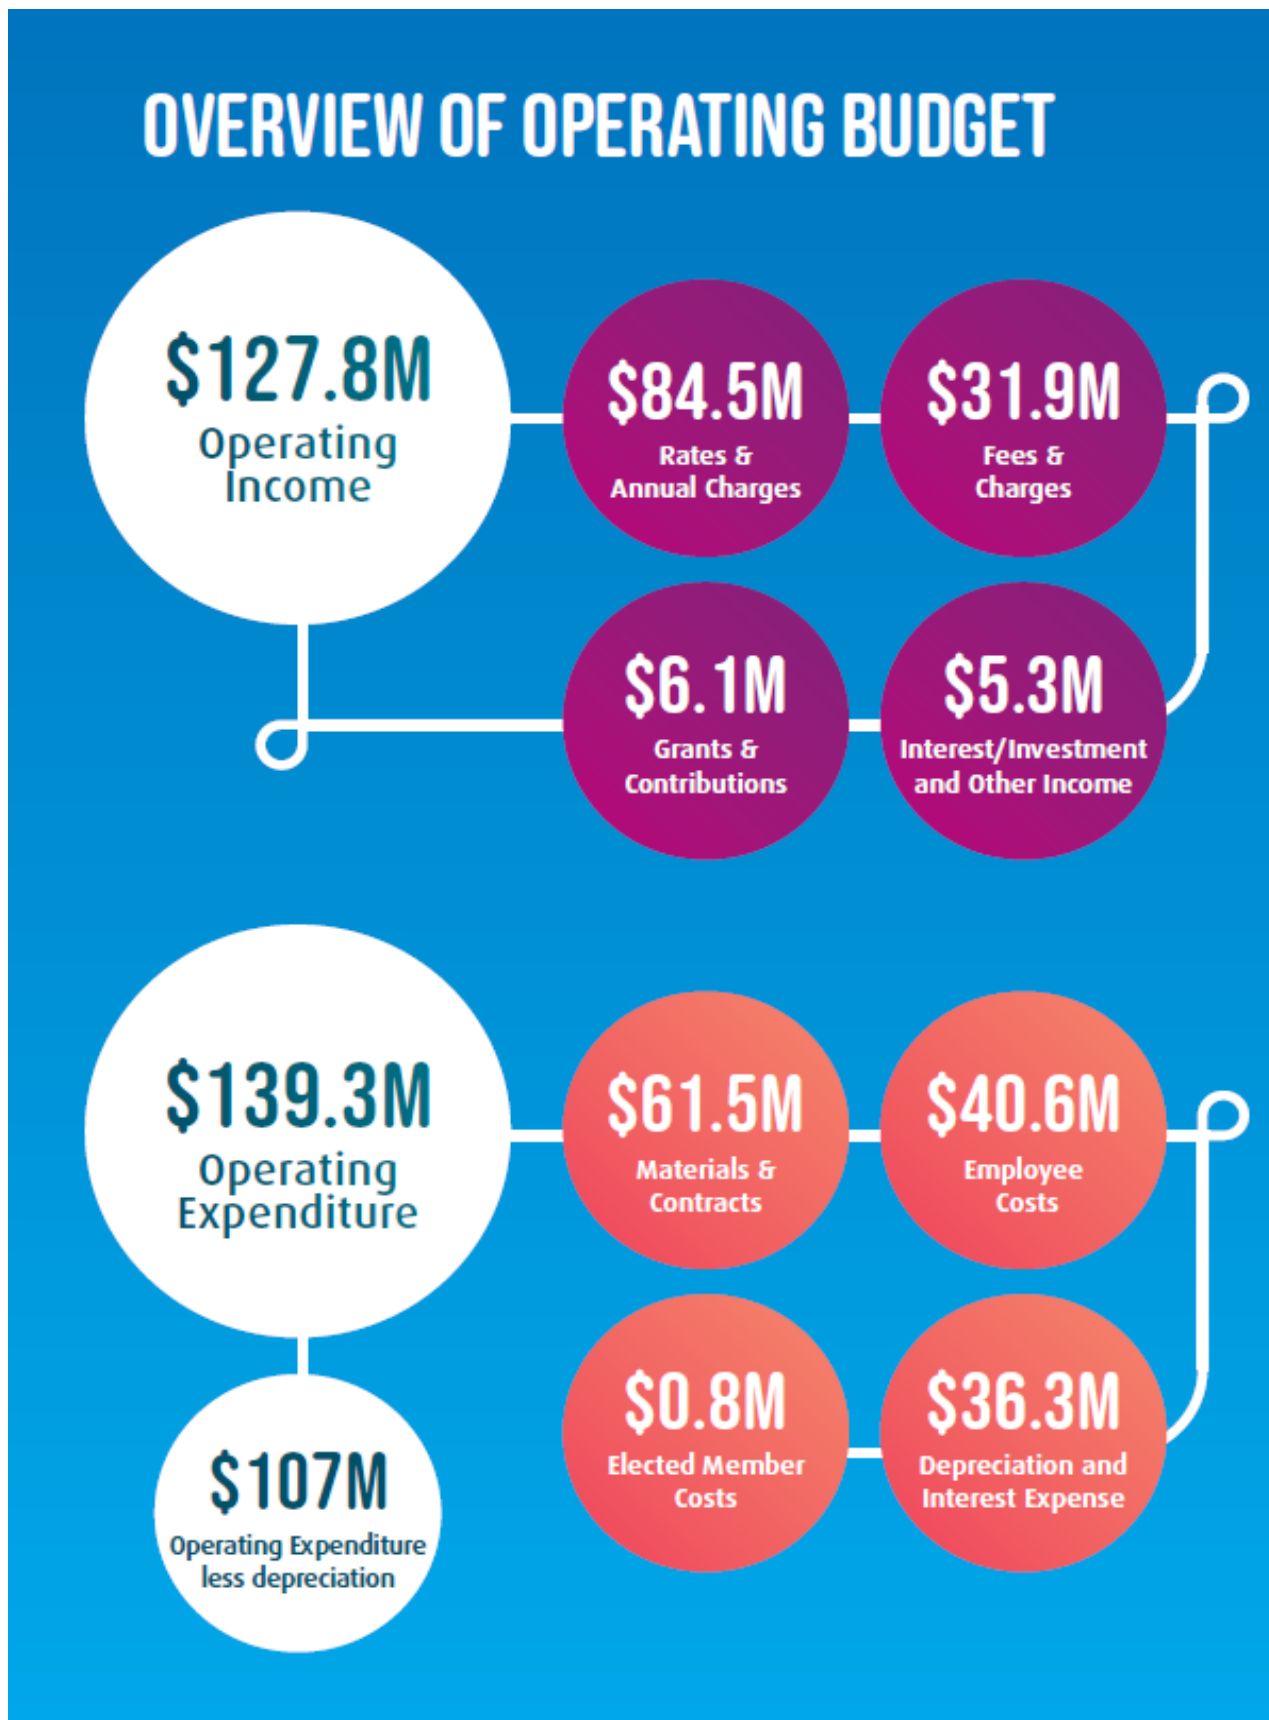 OVERVIEW OF OPERATING BUDGET
$127.8M
Operating
Income
$84.5M
Rates &
Annual Charges
$31.9M
Fees &
Charges
$6.1M
Grants &
Contributions
$5.3M
Interest/Investment
and Other Income
$139.3M
Operating
Expenditure
$61.5M
Materials &
Contracts
$40.6M
Employee
Costs
$0.8M
Elected Member
Costs
$36.3M
Depreciation and
Interest Expense
$107M
Operating Expenditure
less depreciation